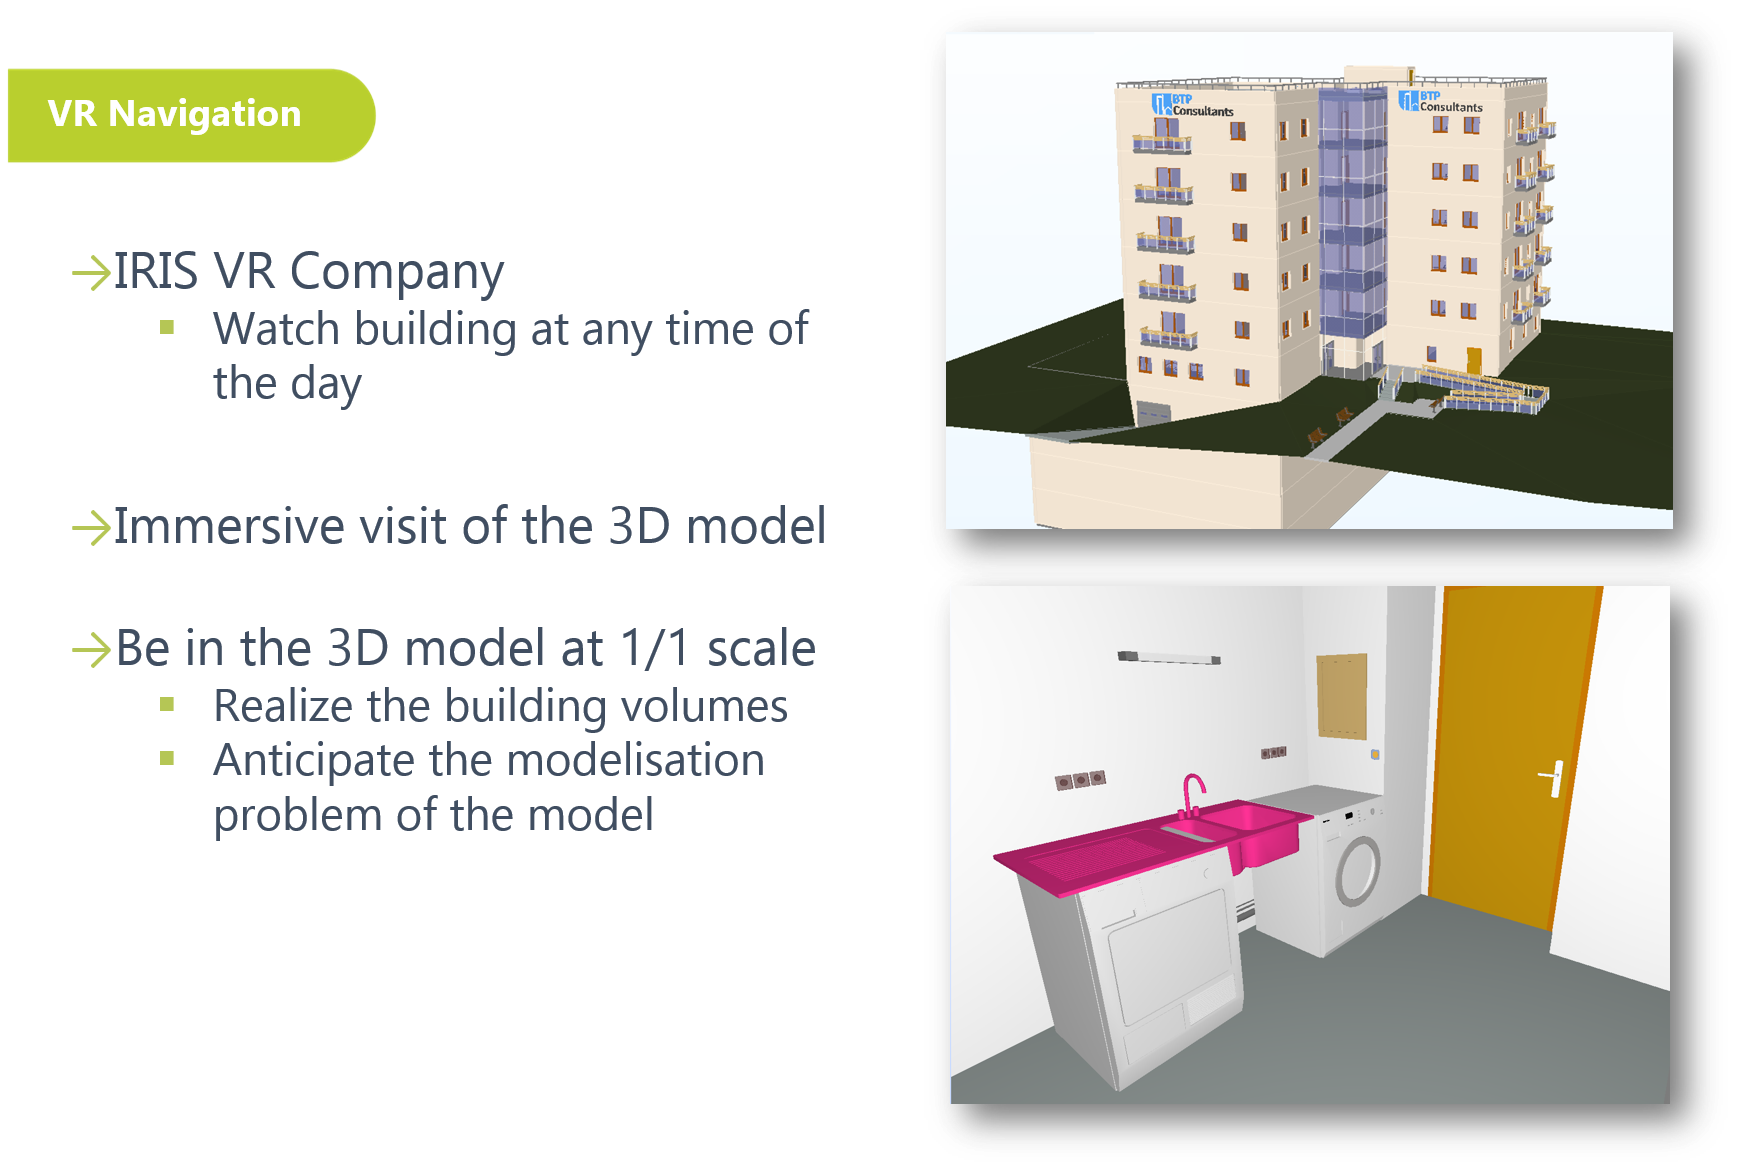 VR Navigation
IRIS VR Company
Watch building at any time of
the day
Immersive visit of the 3D model
Be in the 3D model at 1/1 scale
Realize the building volumes
Anticipate the modelisation
problem of the model
BTP
Consultants
BTP
Consultants